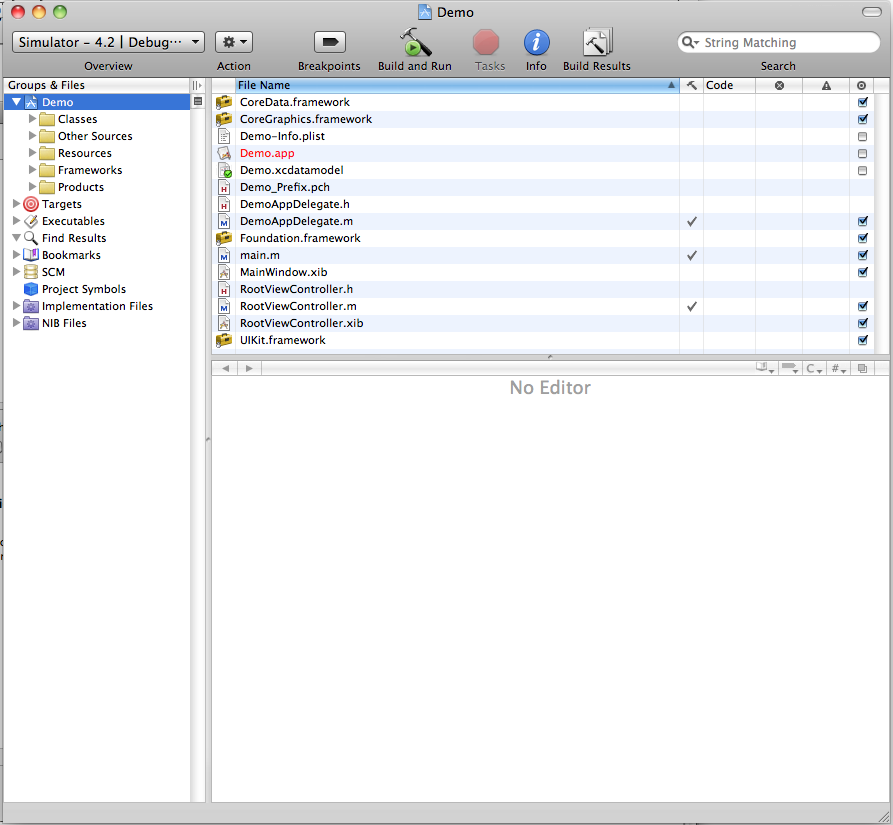 Demo
Simulator – 4.2 | Debug···
String Matching
Overview
Action
Breakpoints
Build and Run
Tasks
Info
Build Results
Search
Groups & Files
File Name
Code
Demo
Classes
Other Sources
Resources
Frameworks
Products
Targets
Executables
Find Results
Bookmarks
SCM
Project Symbols
Implementation Files
NIB Files
CoreData.framework
CoreGraphics.framework
Demo-Info.plist
Demo.app
Demo.xcdatamodel
Demo_Prefix.pch
DemoAppDelegate.h
DemoAppDelegate.m
Foundation.framework
main.m
MainWindow.xib
RootViewController.h
RootViewController.m
RootViewController.xib
UIKit.framework
C
#
No Editor